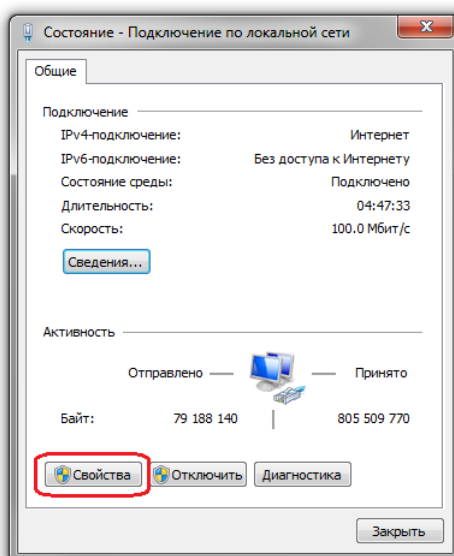 Состояние - Подключение по локальной сети
Общие
Подключение
IPv4-подключение: Интернет
IPv6-подключение: Без доступа к Интернету
Состояние среды: Подключено
Длительность: 04:47:33
Скорость: 100.0 Мбит/с
Сведения...
Активность
Отправлено — — Принято
Байт: 79 188 140 | 805 509 770
Свойства Отключить Диагностика
Закрыть